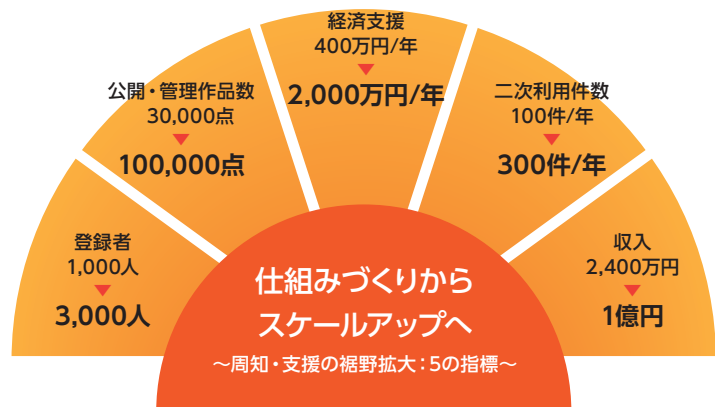 登録者
1,000人
▼
3,000人
公開・管理作品数
30,000点
▼
100,000点
経済支援
400万円/年
▼
2,000万円/年
二次利用件数
100件/年
▼
300件/年
収入
2,400万円
▼
1億円
仕組みづくりから
スケールアップへ
〜周知・支援の裾野拡大：5の指標〜